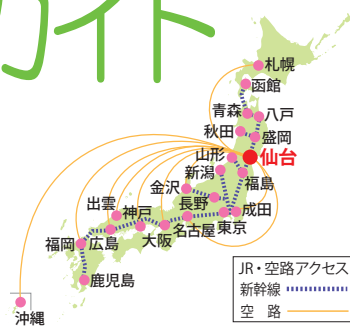 ガイト
札幌
函館
青森
八戸
秋田
盛岡
山形
仙台
新潟
福島
金沢
長野
成田
東京
出雲
神戸
名古屋
大阪
福岡
広島
鹿児島
沖縄
JR・空路アクセス
新幹線
空 路